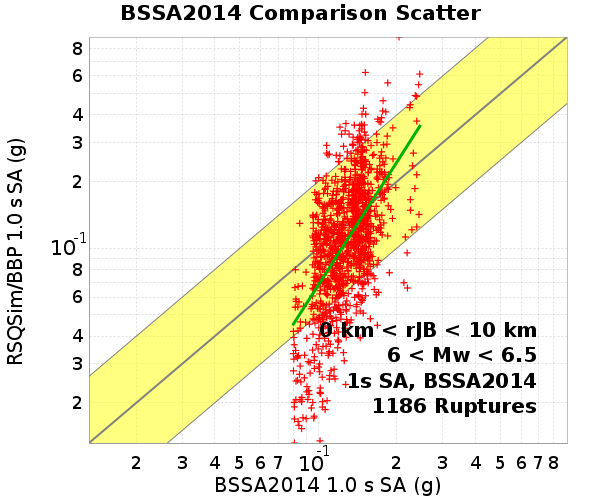 BSSA2014 Comparison Scatter
RSQSim/BBP 1.0 s SA (g)
8
6
4
3
2
10-1
8
6
4
3
2
0 km < rJB < 10 km
6 < Mw < 6.5
1s SA, BSSA2014
1186 Ruptures
2 3 4 5 6 7 10-1 2 3 4 5 6 7 8
BSSA2014 1.0 s SA (g)